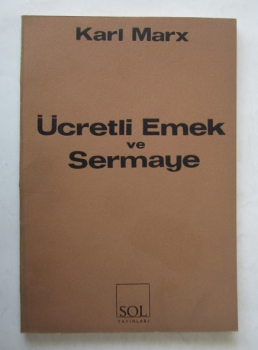 Karl Marx
Ücretli Emek
ve
Sermaye
SOL
YAYINLARI